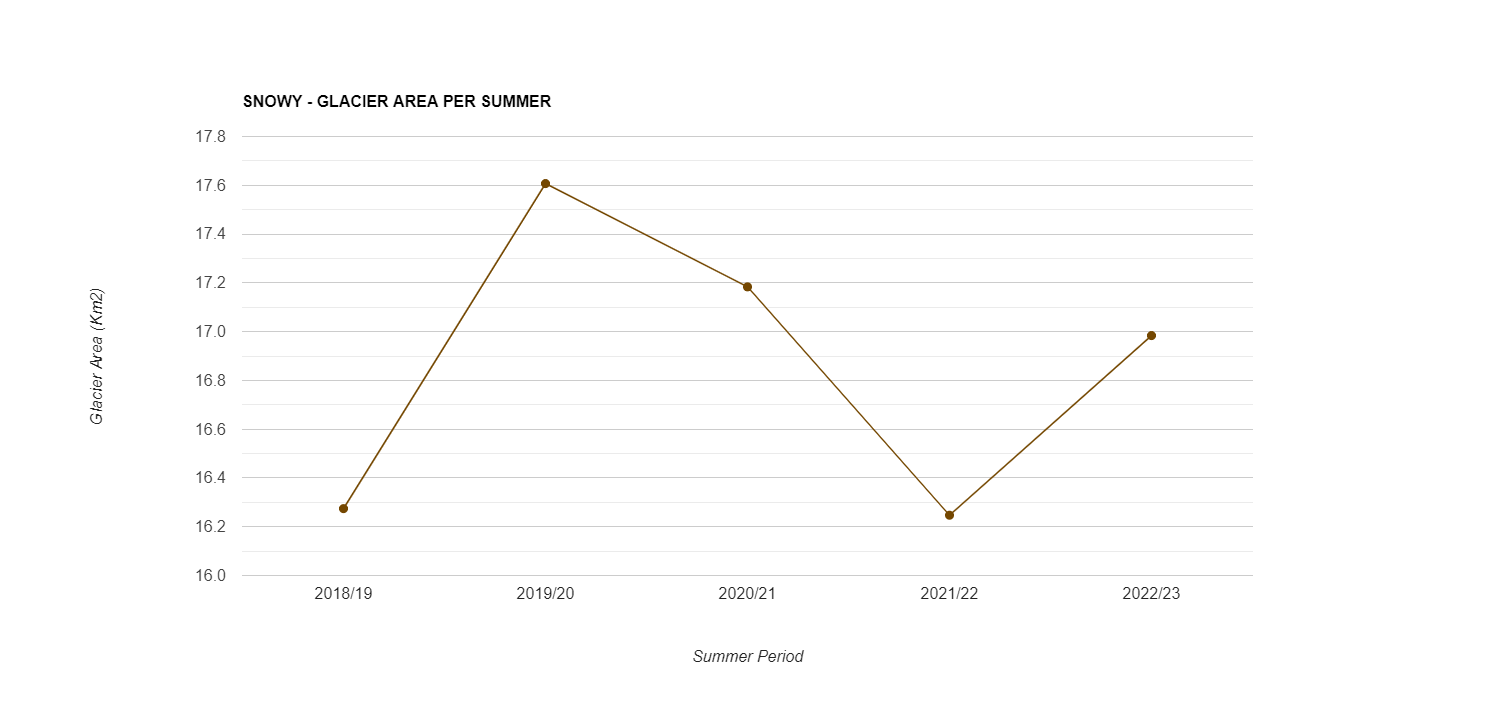 SNOWY - GLACIER AREA PER SUMMER
17.8
17.6
17.4
17.2
17.0
16.8
16.6
16.4
16.2
16.0
Glacier Area (Km2)
2018/19 2019/20 2020/21 2021/22 2022/23
Summer Period